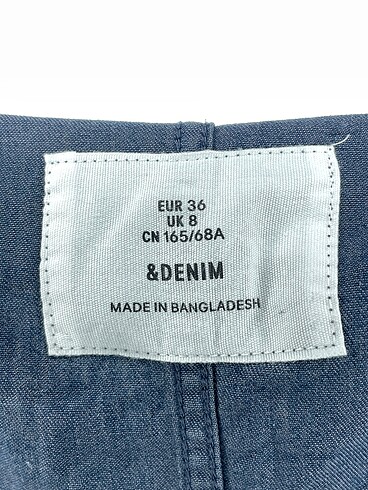 EUR 36
UK 8
CN 165/68A
&DENIM
MADE IN BANGLADESH